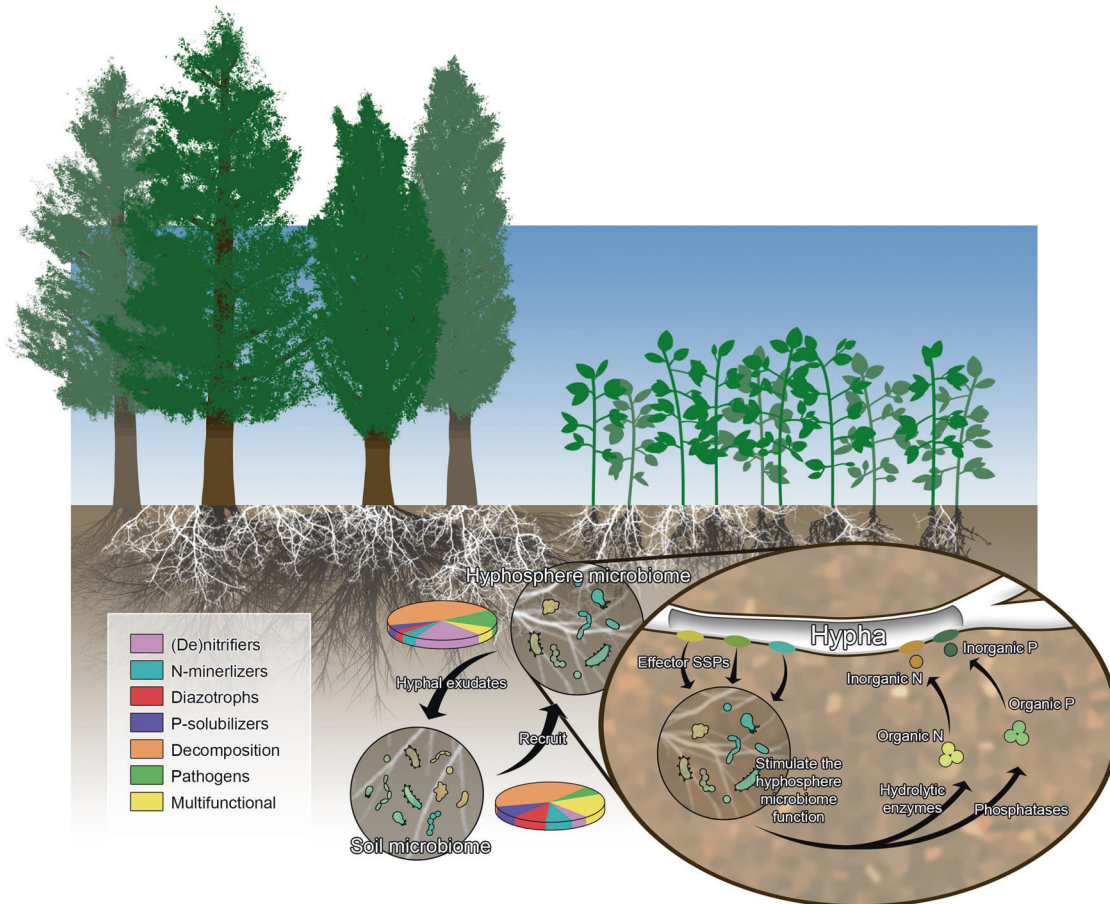 Hyphosphere microbiome
(De)nitrifiers
N-minerlizers
Diazotrophs
P-solubilizers
Decomposition
Pathogens
Multifunctional
Hyphal exudates
Recruit
Soil microbiome
Hypha
Effector SSPs
Inorganic P
Inorganic N
Organic P
Organic N
Stimulate the
hyphosphere
microbiome
function
Hydrolytic
enzymes
Phosphatases